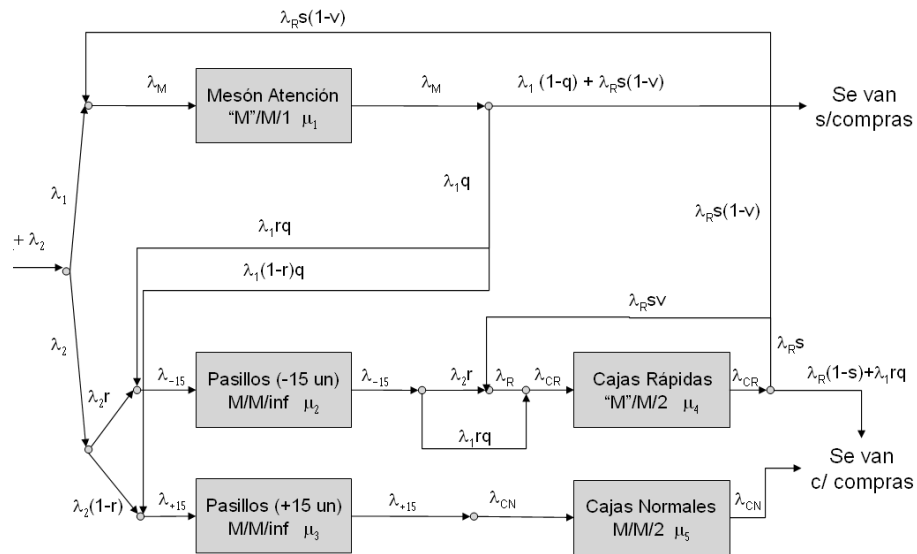 λRs(1-v)
λM
Mesón Atención
“M”/M/1 μ1
λM
λ1 (1-q) + λRs(1-v)
Se van
s/compras
λ1
λ1q
λRs(1-v)
λ1rq
+ λ2
λ1(1-r)q
λRsv
λ2
λRs
λ2r
λ-15
Pasillos (-15 un)
M/M/inf μ2
λ-15
λ2r
λR
λCR
Cajas Rápidas
“M”/M/2 μ4
λCR
λR(1-s)+λ1rq
λ1rq
Se van
c/ compras
λ2(1-r)
λ+15
Pasillos (+15 un)
M/M/inf μ3
λ+15
λCN
Cajas Normales
M/M/2 μ5
λCN